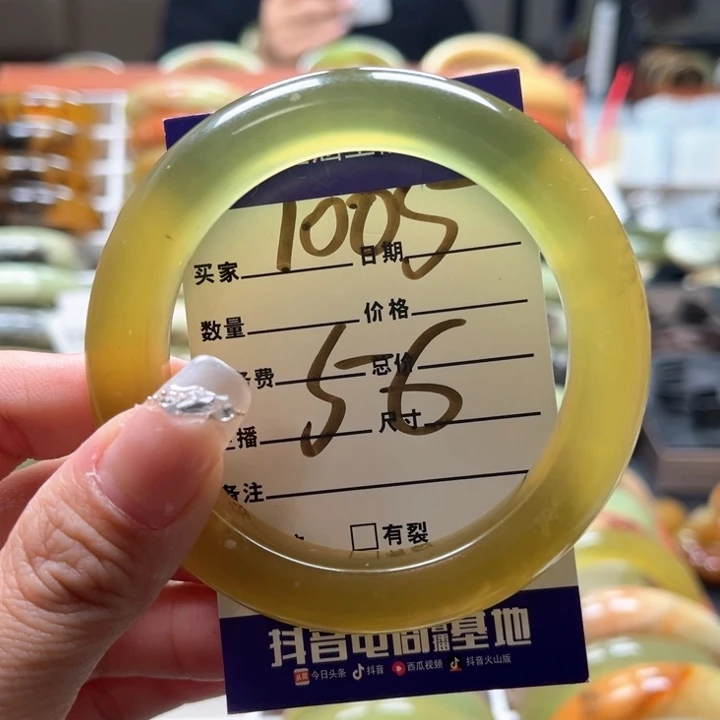 1005
买家 日期
数量 价格
费 总价
5-6
播 尺寸
备注
□有裂
抖音电商直播基地
今日头条 抖音 西瓜视频 抖音火山版